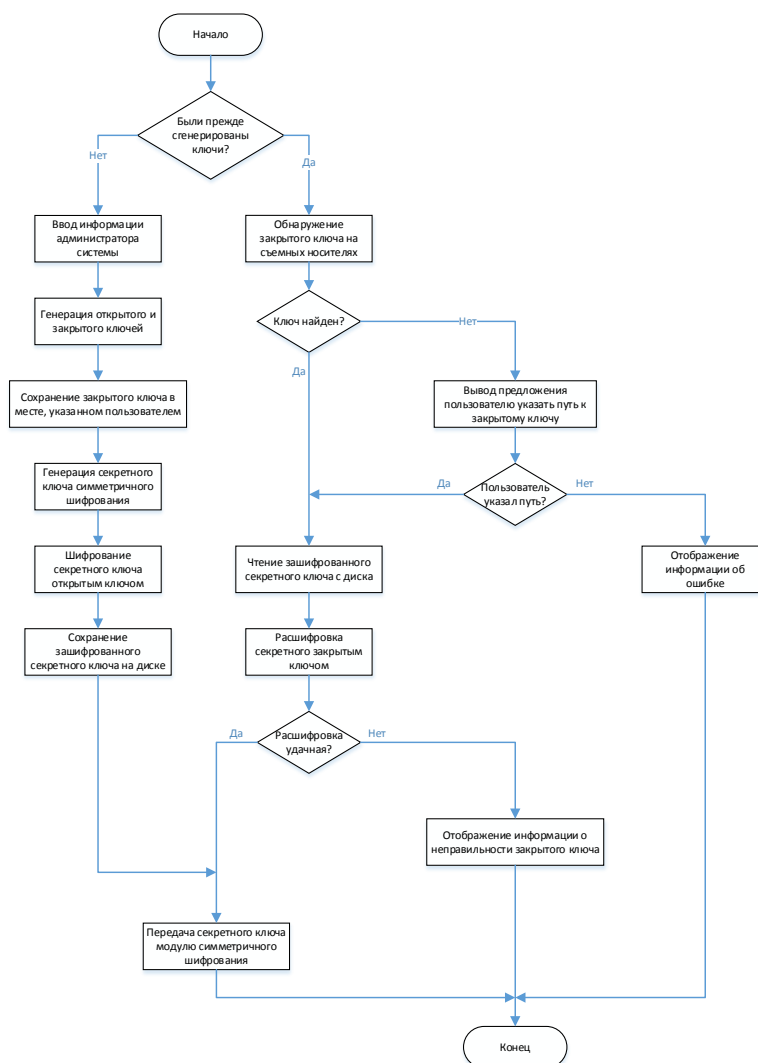 Начало
Были прежде
сгенерированы
ключи?
Нет
Да
Ввод информации
администратора
системы
Обнаружение
закрытого ключа на
съемных носителях
Генерация открытого и
закрытого ключей
Ключ найден?
Нет
Да
Сохранение закрытого ключа в
месте, указанном пользователем
Вывод предложения
пользователю указать путь к
закрытому ключу
Генерация секретного
ключа симметричного
шифрования
Да
Пользователь
указал путь?
Нет
Шифрование
секретного ключа
открытым ключом
Чтение зашифрованного
секретного ключа с диска
Отображение
информации об
ошибке
Сохранение
зашифрованного
секретного ключа на диске
Расшифровка
секретного закрытым
ключом
Да
Расшифровка
удачная?
Нет
Отображение информации о
неправильности закрытого ключа
Передача секретного ключа
модулю симметричного
шифрования
Конец